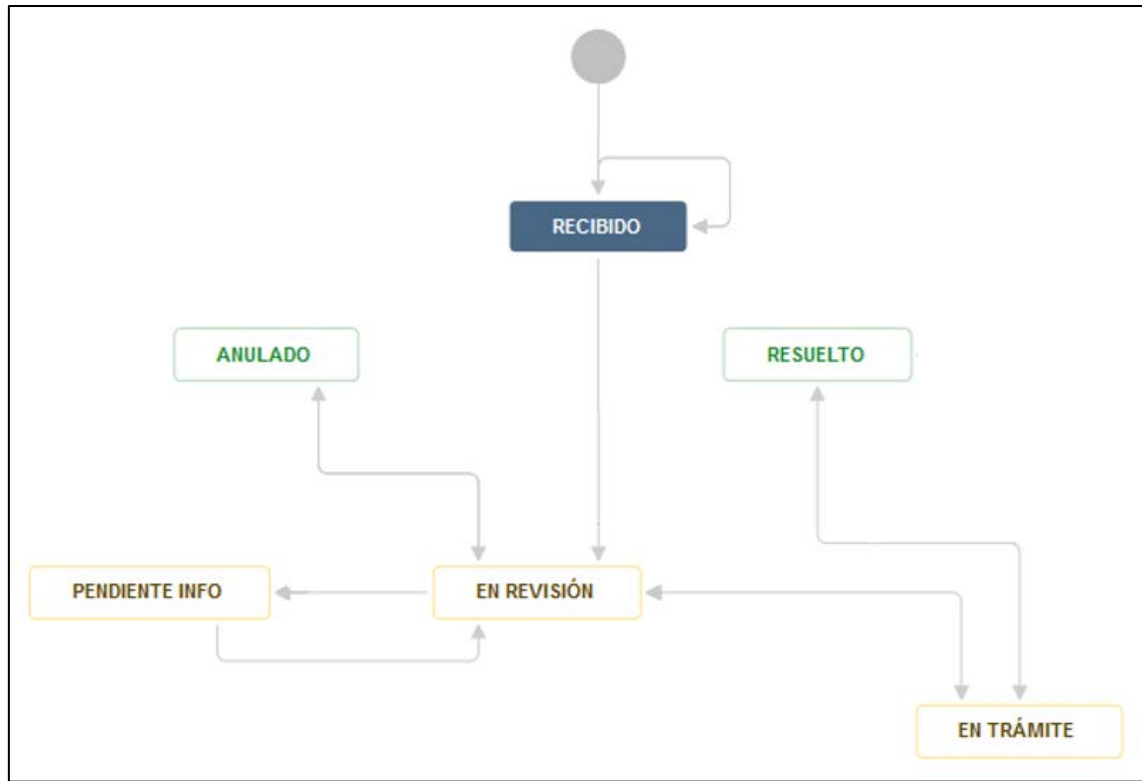 RECIBIDO
ANULADO
RESUELTO
PENDIENTE INFO
EN REVISIÓN
EN TRÁMITE